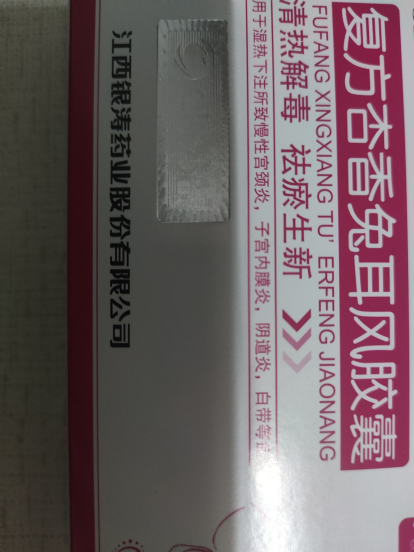 复方杏香兔耳风胶囊
FUFANG XINGXIANG TU' ERFENG JIAONANG
清热解毒 祛瘀生新
用于湿热下注所致慢性宫颈炎，子宫内膜炎，阴道炎，白带等
江西银涛药业股份有限公司